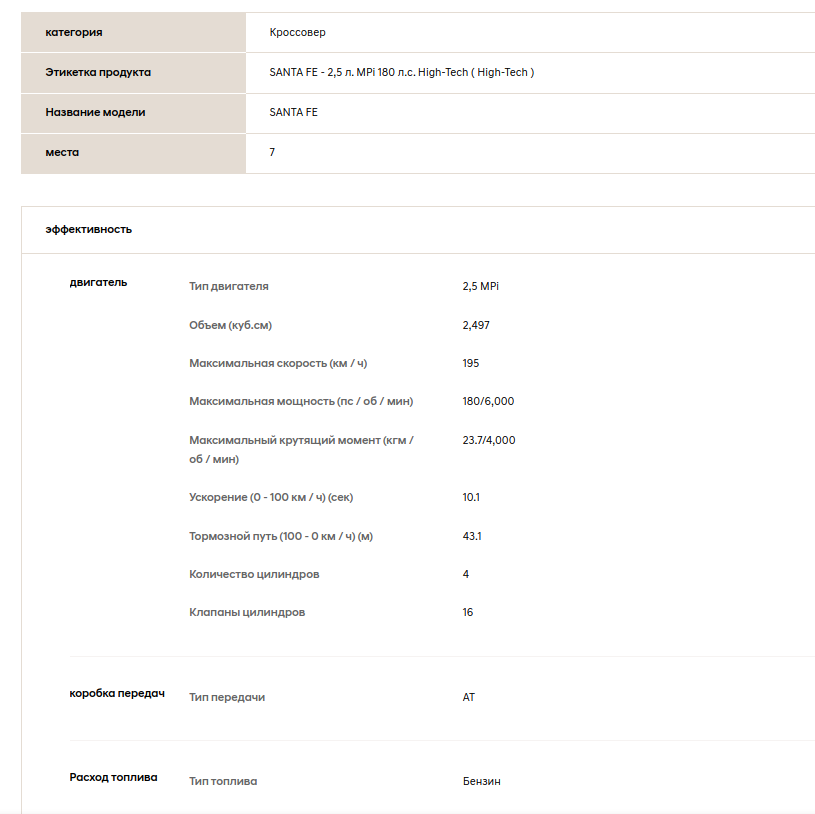 категория Кроссовер
Этикетка продукта SANTA FE - 2,5 л. MPi 180 л.с. High-Tech ( High-Tech )
Название модели SANTA FE
места 7
эффективность
двигатель Тип двигателя 2,5 MPi
Объем (куб.см) 2,497
Максимальная скорость (км / ч) 195
Максимальная мощность (пс / об / мин) 180/6,000
Максимальный крутящий момент (кгм / 23.7/4,000
об / мин)
Ускорение (0 - 100 км / ч) (сек) 10.1
Тормозной путь (100 - 0 км / ч) (м) 43.1
Количество цилиндров 4
Клапаны цилиндров 16
коробка передач Тип передачи АТ
Расход топлива Тип топлива Бензин